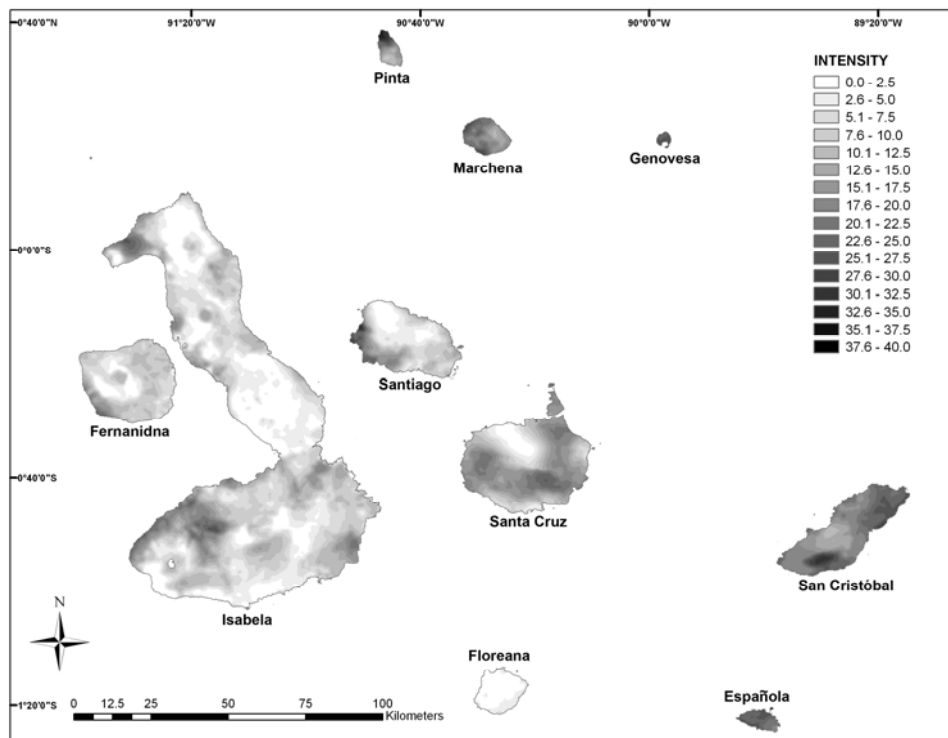 91°20'0"W
90°40'0"W
90°0'0"W
89°20'0"W
0°40'0"N
Pinta
Marchena
Genovesa
INTENSITY
0.0 - 2.5
2.6 - 5.0
5.1 - 7.5
7.6 - 10.0
10.1 - 12.5
12.6 - 15.0
15.1 - 17.5
17.6 - 20.0
20.1 - 22.5
22.6 - 25.0
25.1 - 27.5
27.6 - 30.0
30.1 - 32.5
32.6 - 35.0
35.1 - 37.5
37.6 - 40.0
0°0'0"S
Santiago
Fernanidna
0°40'0"S
Santa Cruz
San Cristóbal
Isabela
N
Floreana
Española
1°20'0"S
0 12.5 25 50 75 100
Kilometers